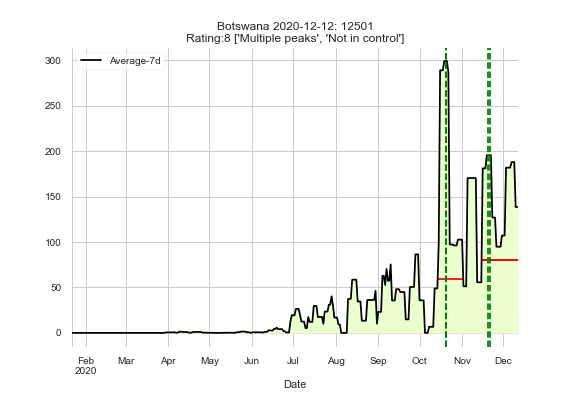 Botswana 2020-12-12: 12501
Rating:8 ['Multiple peaks', 'Not in control']
Average-7d
300
250
200
150
100
50
0
Feb Mar Apr May Jun Jul Aug Sep Oct Nov Dec
2020
Date